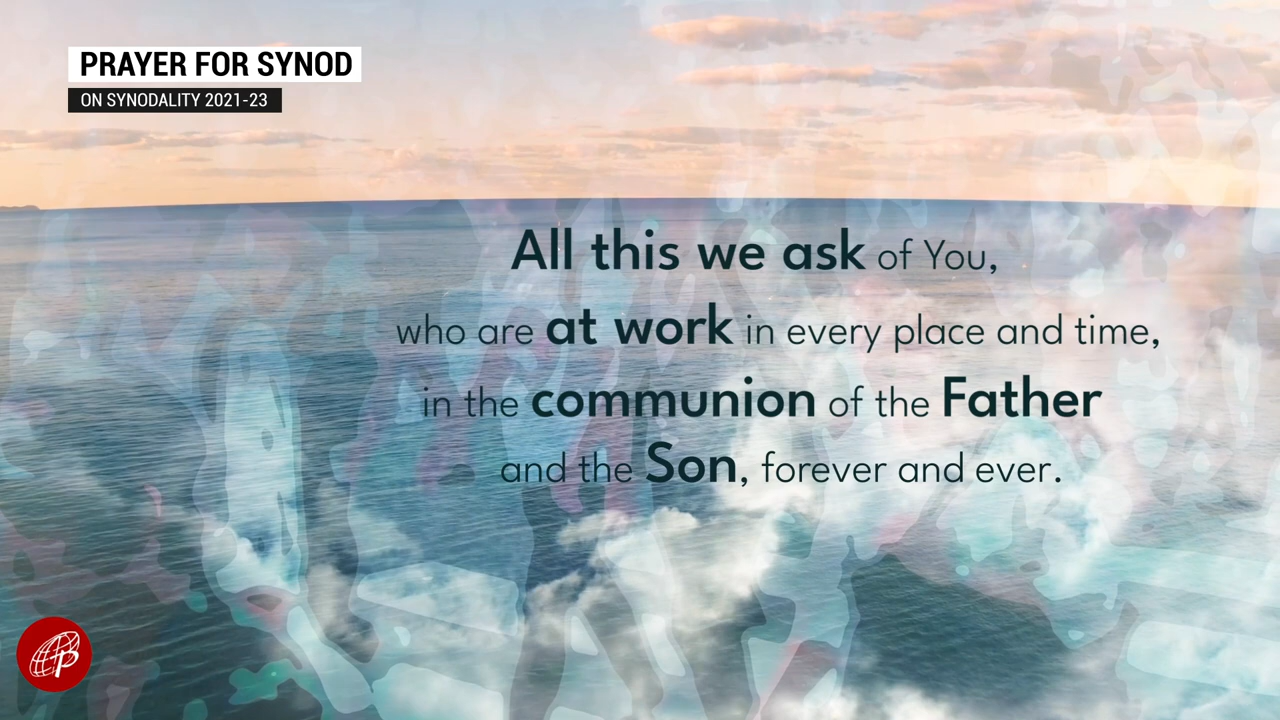 PRAYER FOR SYNOD
ON SYNODALITY 2021-23
All this we ask of You,
who are at work in every place and time,
in the communion of the Father
and the Son, forever and ever.
P